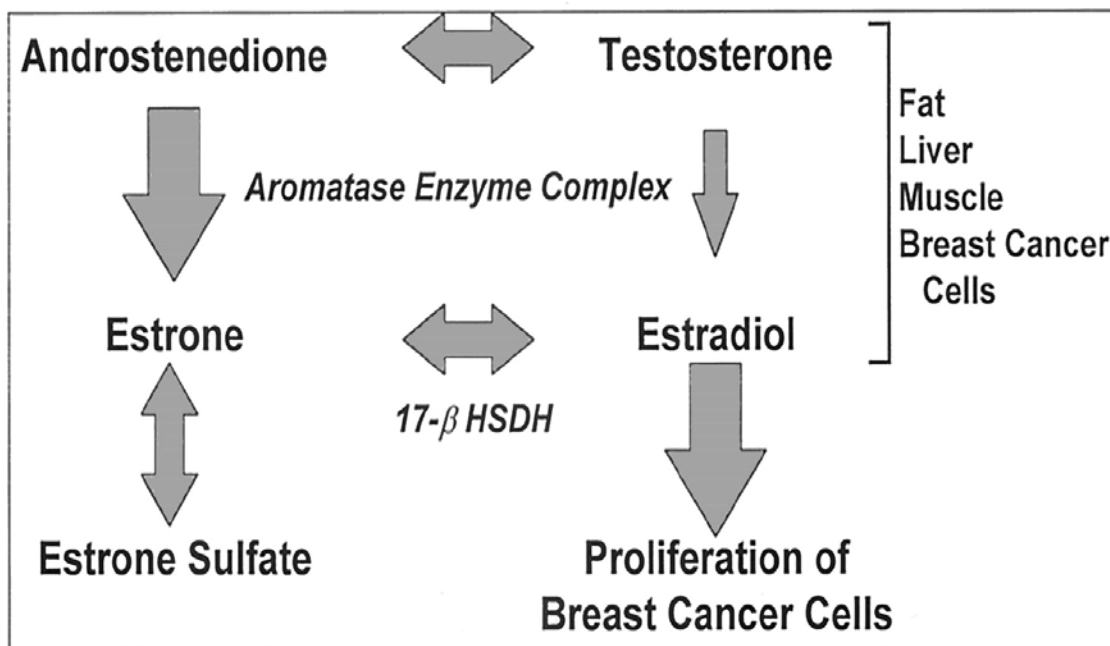 Androstenedione
Testosterone
Fat
Liver
Muscle
Breast Cancer
Cells
Aromatase Enzyme Complex
Estrone
Estradiol
17-β HSDH
Estrone Sulfate
Proliferation of
Breast Cancer Cells